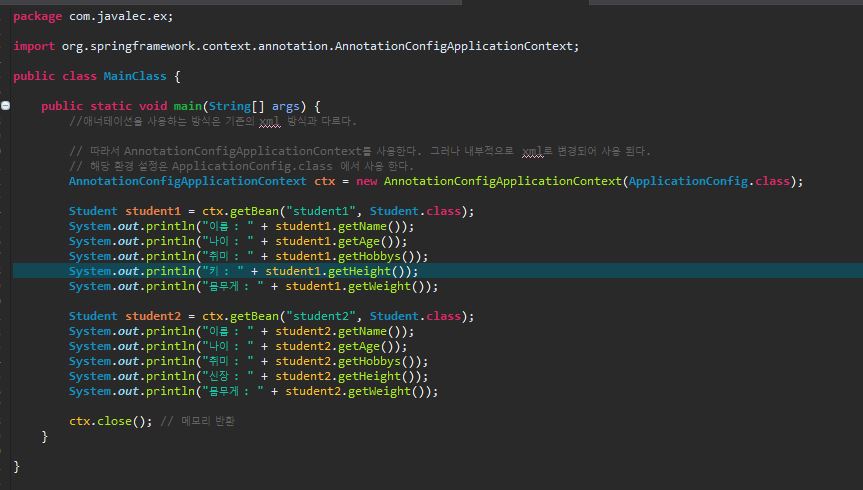 package com.javalec.ex;
import org.springframework.context.annotation.AnnotationConfigApplicationContext;
public class MainClass {
public static void main(String[] args) {
//애너테이션을 사용하는 방식은 기존의 xml 방식과 다르다.
// 따라서 AnnotationConfigApplicationContext를 사용한다. 그러나 내부적으로 xml로 변경되어 사용 된다.
// 해당 환경 설정은 ApplicationConfig.class 에서 사용 한다.
AnnotationConfigApplicationContext ctx = new AnnotationConfigApplicationContext(ApplicationConfig.class);
Student student1 = ctx.getBean("student1", Student.class);
System.out.println("이름 : " + student1.getName());
System.out.println("나이 : " + student1.getAge());
System.out.println("취미 : " + student1.getHobbys());
System.out.println("키 : " + student1.getHeight());
System.out.println("몸무게 : " + student1.getWeight());
Student student2 = ctx.getBean("student2", Student.class);
System.out.println("이름 : " + student2.getName());
System.out.println("나이 : " + student2.getAge());
System.out.println("취미 : " + student2.getHobbys());
System.out.println("신장 : " + student2.getHeight());
System.out.println("몸무게 : " + student2.getWeight());
ctx.close(); // 메모리 반환
}
}